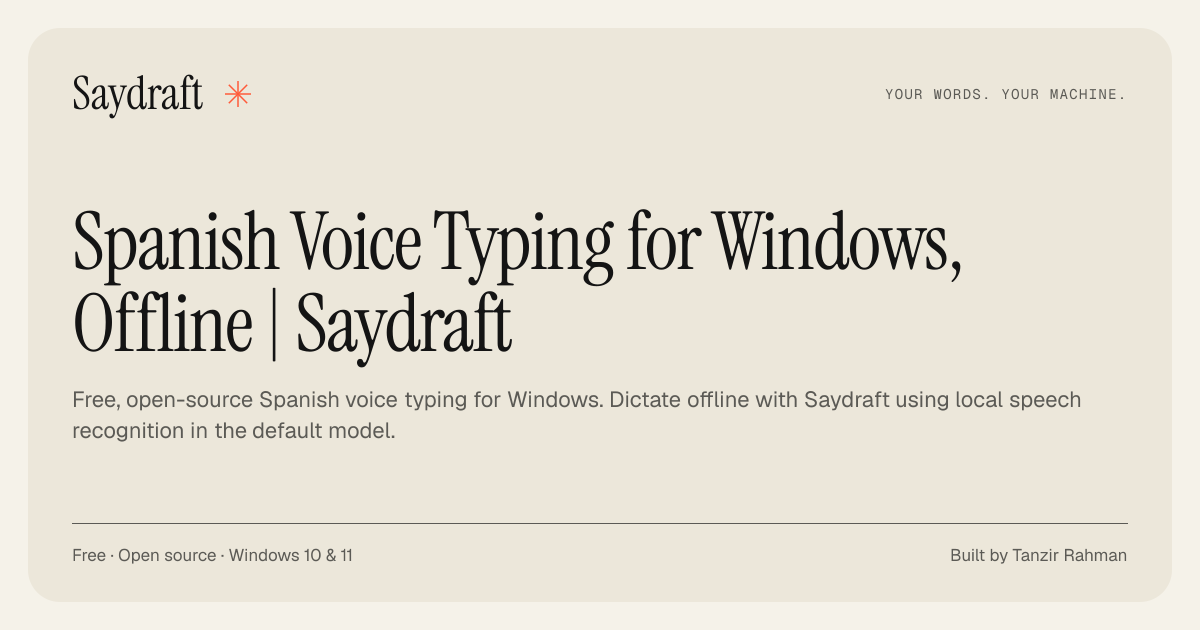 Saydraft
YOUR WORDS. YOUR MACHINE.
Spanish Voice Typing for Windows,
Offline | Saydraft
Free, open-source Spanish voice typing for Windows. Dictate offline with Saydraft using local speech
recognition in the default model.
Free · Open source · Windows 10 & 11
Built by Tanzir Rahman